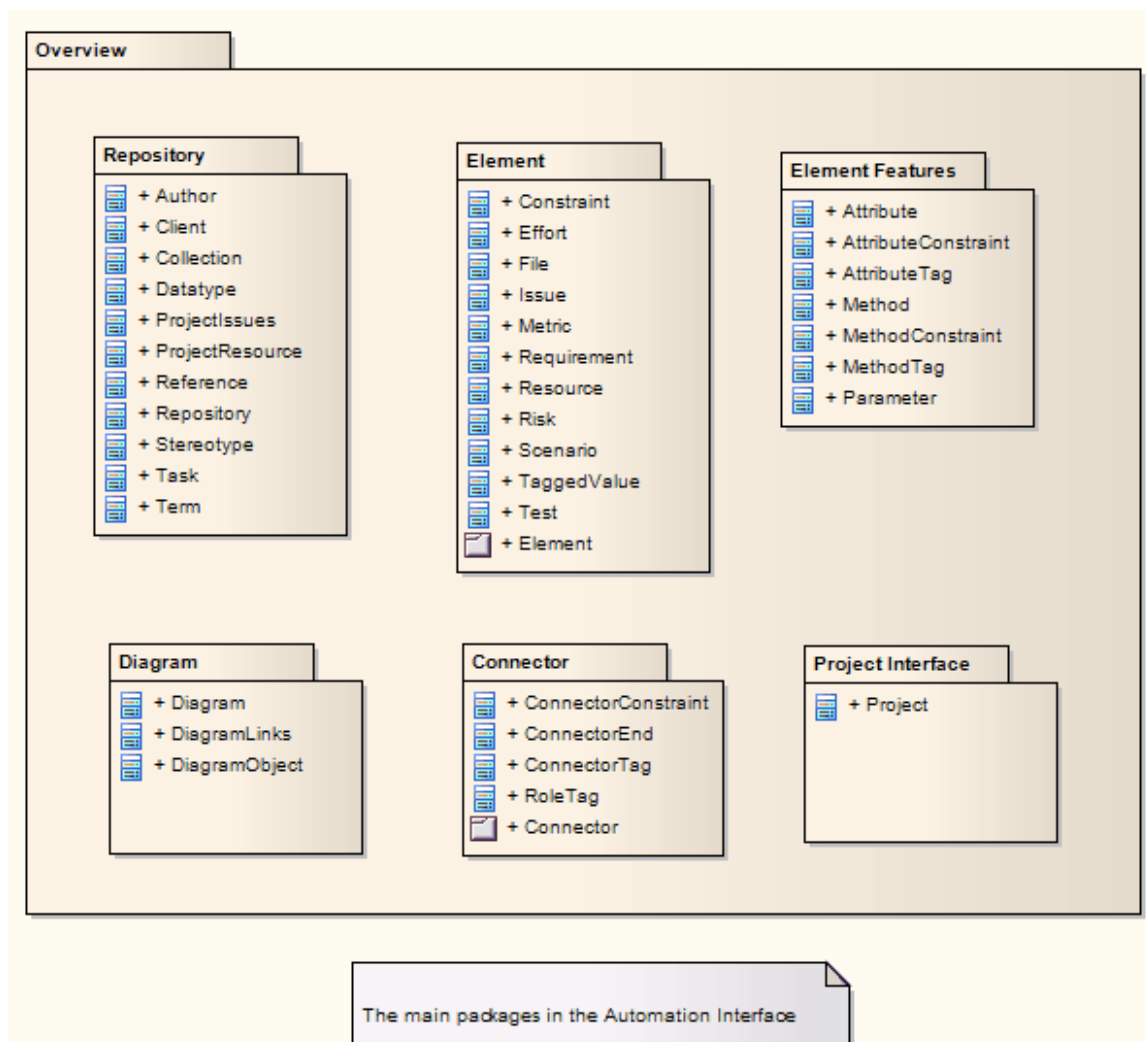 Overview
Repository
+ Author
+ Client
+ Collection
+ Datatype
+ ProjectIssues
+ ProjectResource
+ Reference
+ Repository
+ Stereotype
+ Task
+ Term
Element
+ Constraint
+ Effort
+ File
+ Issue
+ Metric
+ Requirement
+ Resource
+ Risk
+ Scenario
+ TaggedValue
+ Test
+ Element
Element Features
+ Attribute
+ AttributeConstraint
+ AttributeTag
+ Method
+ MethodConstraint
+ MethodTag
+ Parameter
Diagram
+ Diagram
+ DiagramLinks
+ DiagramObject
Connector
+ ConnectorConstraint
+ ConnectorEnd
+ ConnectorTag
+ RoleTag
+ Connector
Project Interface
+ Project
The main packages in the Automation Interface